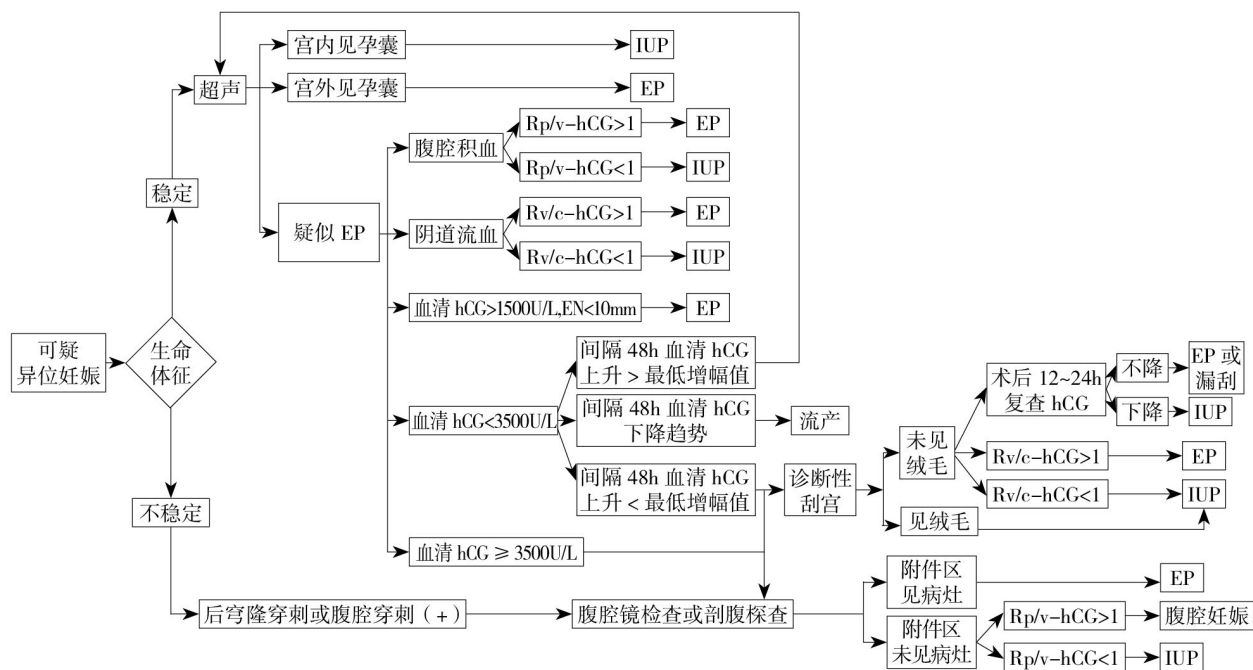 宫内见孕囊
IUP
超声
宫外见孕囊
EP
腹腔积血
Rp/v-hCG>1
EP
Rp/v-hCG<1
IUP
稳定
疑似 EP
阴道流血
Rv/c-hCG>1
EP
Rv/c-hCG<1
IUP
血清 hCG>1500U/L,EN<10mm
EP
可疑
异位妊娠
生命
体征
间隔 48h 血清 hCG
上升 > 最低增幅值
血清 hCG<3500U/L
间隔 48h 血清 hCG
下降趋势
流产
间隔 48h 血清 hCG
上升 < 最低增幅值
诊断性
刮宫
未见
绒毛
术后 12~24h
复查 hCG
不降
EP 或
漏刮
下降
IUP
Rv/c-hCG>1
EP
Rv/c-hCG<1
IUP
见绒毛
不稳定
血清 hCG ≥ 3500U/L
后穹隆穿刺或腹腔穿刺（+）
腹腔镜检查或剖腹探查
附件区
见病灶
EP
附件区
未见病灶
Rp/v-hCG>1
腹腔妊娠
Rp/v-hCG<1
IUP